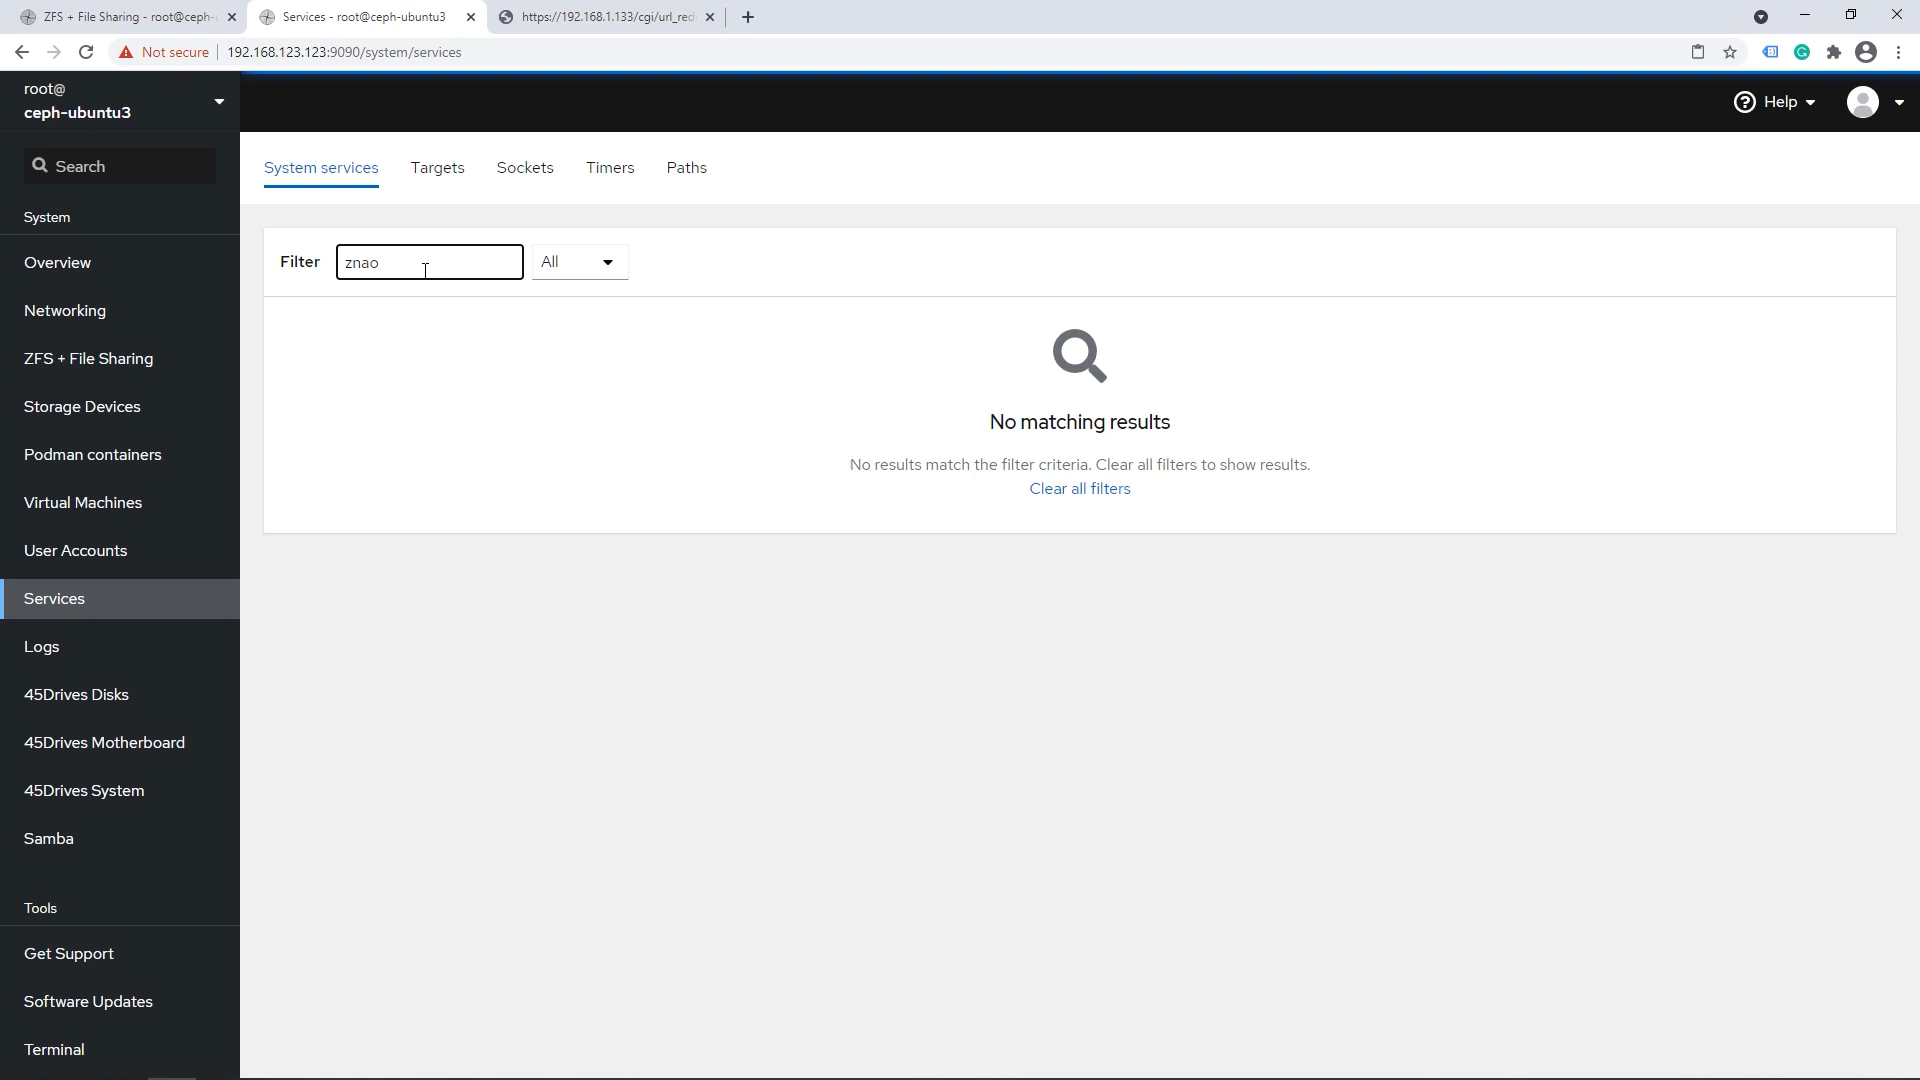 ZFS + File Sharing - root@ceph-
Services - root@ceph-ubuntu3
https://192.168.1.133/cgi/url_red
Not secure
192.168.123.123:9090/system/services
root@
ceph-ubuntu3
Help
Search
System services
Targets
Sockets
Timers
Paths
System
Filter
znao
All
Overview
Networking
ZFS + File Sharing
Storage Devices
Podman containers
Virtual Machines
User Accounts
Services
Logs
45Drives Disks
45Drives Motherboard
45Drives System
Samba
No matching results
No results match the filter criteria. Clear all filters to show results.
Clear all filters
Tools
Get Support
Software Updates
Terminal